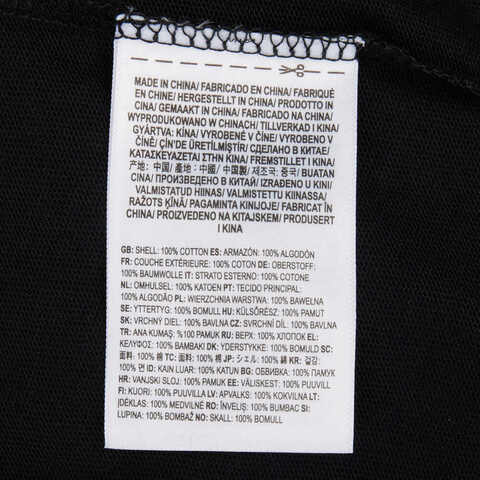 MADE IN CHINA/ FABRICADO EN CHINA/ FABRIQUÉ
EN CHINE/ HERGESTELLT IN CHINA/ PRODOTTO IN
CINA/ GEMAAKT IN CHINA/ FABRICADO NA CHINA/
WYPRODUKOWANO W CHINACH/ TILLVERKAD I KINA/
GYÁRTVA: KÍNA/ VYROBENÉ V ČÍNE/ VYROBENO V
ČÍNĚ/ ÇİN'DE ÜRETİLMİŞTİR/ СДЕЛАНО В КИТАЕ/
ΚΑΤΑΣΚΕΥΑΖΕΤΑΙ ΣΤΗΝ ΚΙΝΑ/ FREMSTILLET I KINA/
地: 中国/ 產地: 中國/ 中国製/ 제조국: 중국/ BUATAN
CINA/ ПРОИЗВЕДЕНО В КИТАЙ/ IZRAĐENO U KINI/
VALMISTATUD HIINAS/ VALMISTETTU KIINASSA/
RAŽOTS ĶĪNĀ/ PAGAMINTA KINIJOJE/ FABRICAT ÎN
CHINA/ PROIZVEDENO NA KITAJSKEM/ PRODUSERT
I KINA
GB: SHELL: 100% COTTON ES: ARMAZÓN: 100% ALGODÓN
FR: COUCHE EXTÉRIEURE: 100% COTON DE: OBERSTOFF:
100% BAUMWOLLE IT: STRATO ESTERNO: 100% COTONE
NL: OMHULSEL: 100% KATOEN PT: TECIDO PRINCIPAL:
100% ALGODÃO PL: WIERZCHNIA WARSTWA: 100% BAWEŁNA
SE: YTTERTYG: 100% BOMULL HU: KÜLSŐRÉSZ: 100% PAMUT
SK: VRCHNÝ DIEL: 100% BAVLNA CZ: SVRCHNÍ DÍL: 100% BAVLNA
TR: ANA KUMAŞ: %100 PAMUK RU: ВЕРХ: 100% ХЛОПОК GR:
100% ΒΑΜΒΑΚΙ DK: YDERSTYKKE: 100% BOMULD SC:
面料: 100% 棉 TC: 面料: 100% 棉 JP: シェル: 100% 綿 KR: 겉감:
100% 면 ID: KAIN LUAR: 100% KATUN BG: ОБВИВКА: 100% ПАМУК
HR: VANJSKI SLOJ: 100% PAMUK EE: VÄLISKEST: 100% PUUVILL
FI: KUORI: 100% PUUVILLA LV: APVALKS: 100% KOKVILNA LT:
IŠORINĖ 100% MEDVILNĖ RO: ÎNVELIŞ: 100% BUMBAC SI:
LUPINA: 100% BOMBAŽ NO: SKALL: 100% BOMULL